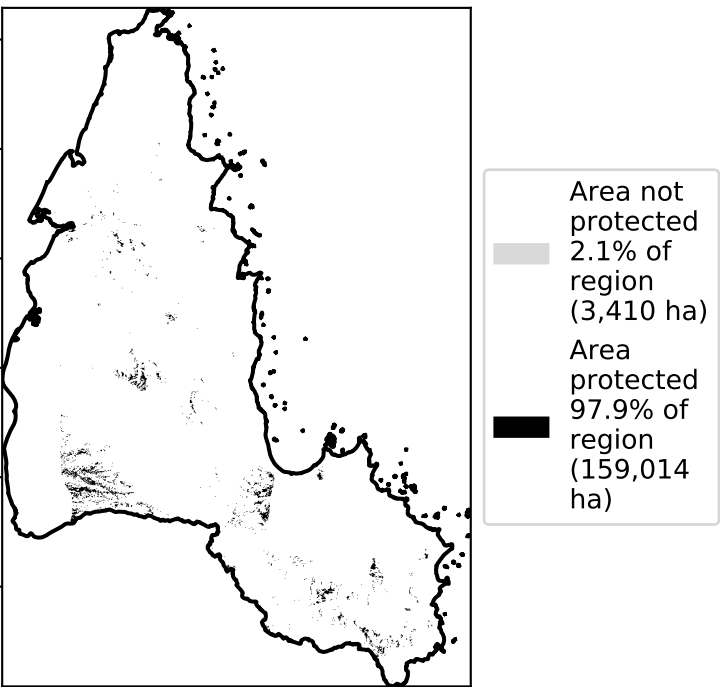 Area not
protected
2.1% of
region
(3,410 ha)
Area
protected
97.9% of
region
(159,014
ha)